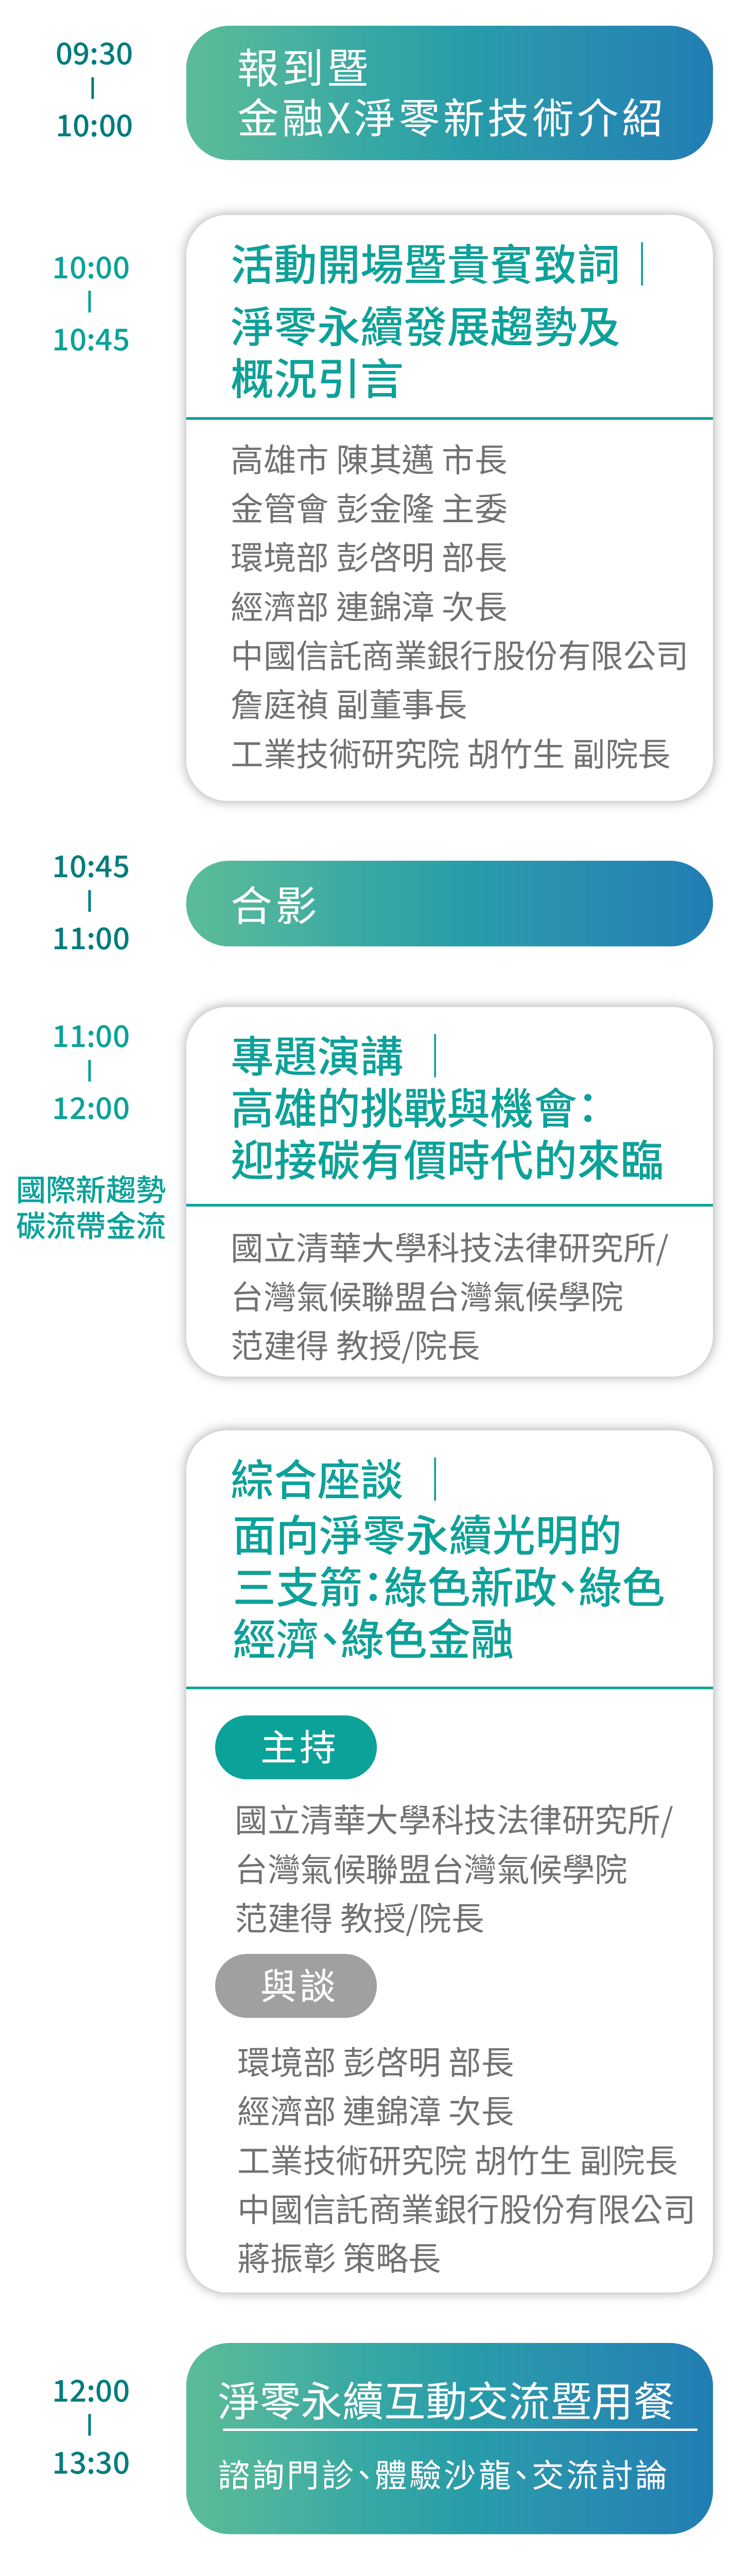 09:30
|
10:00
報到暨
金融X淨零新技術介紹
10:00
|
10:45
活動開場暨貴賓致詞｜
淨零永續發展趨勢及
概況引言
高雄市 陳其邁 市長
金管會 彭金隆 主委
環境部 彭啓明 部長
經濟部 連錦漳 次長
中國信託商業銀行股份有限公司
詹庭禎 副董事長
工業技術研究院 胡竹生 副院長
10:45
|
11:00
合影
11:00
|
12:00
國際新趨勢
碳流帶金流
專題演講｜
高雄的挑戰與機會：
迎接碳有價時代的來臨
國立清華大學科技法律研究所/
台灣氣候聯盟台灣氣候學院
范建得 教授/院長
綜合座談｜
面向淨零永續光明的
三支箭：綠色新政、綠色
經濟、綠色金融
主持
國立清華大學科技法律研究所/
台灣氣候聯盟台灣氣候學院
范建得 教授/院長
與談
環境部 彭啓明 部長
經濟部 連錦漳 次長
工業技術研究院 胡竹生 副院長
中國信託商業銀行股份有限公司
蔣振彰 策略長
12:00
|
13:30
淨零永續互動交流暨用餐
諮詢門診、體驗沙龍、交流討論